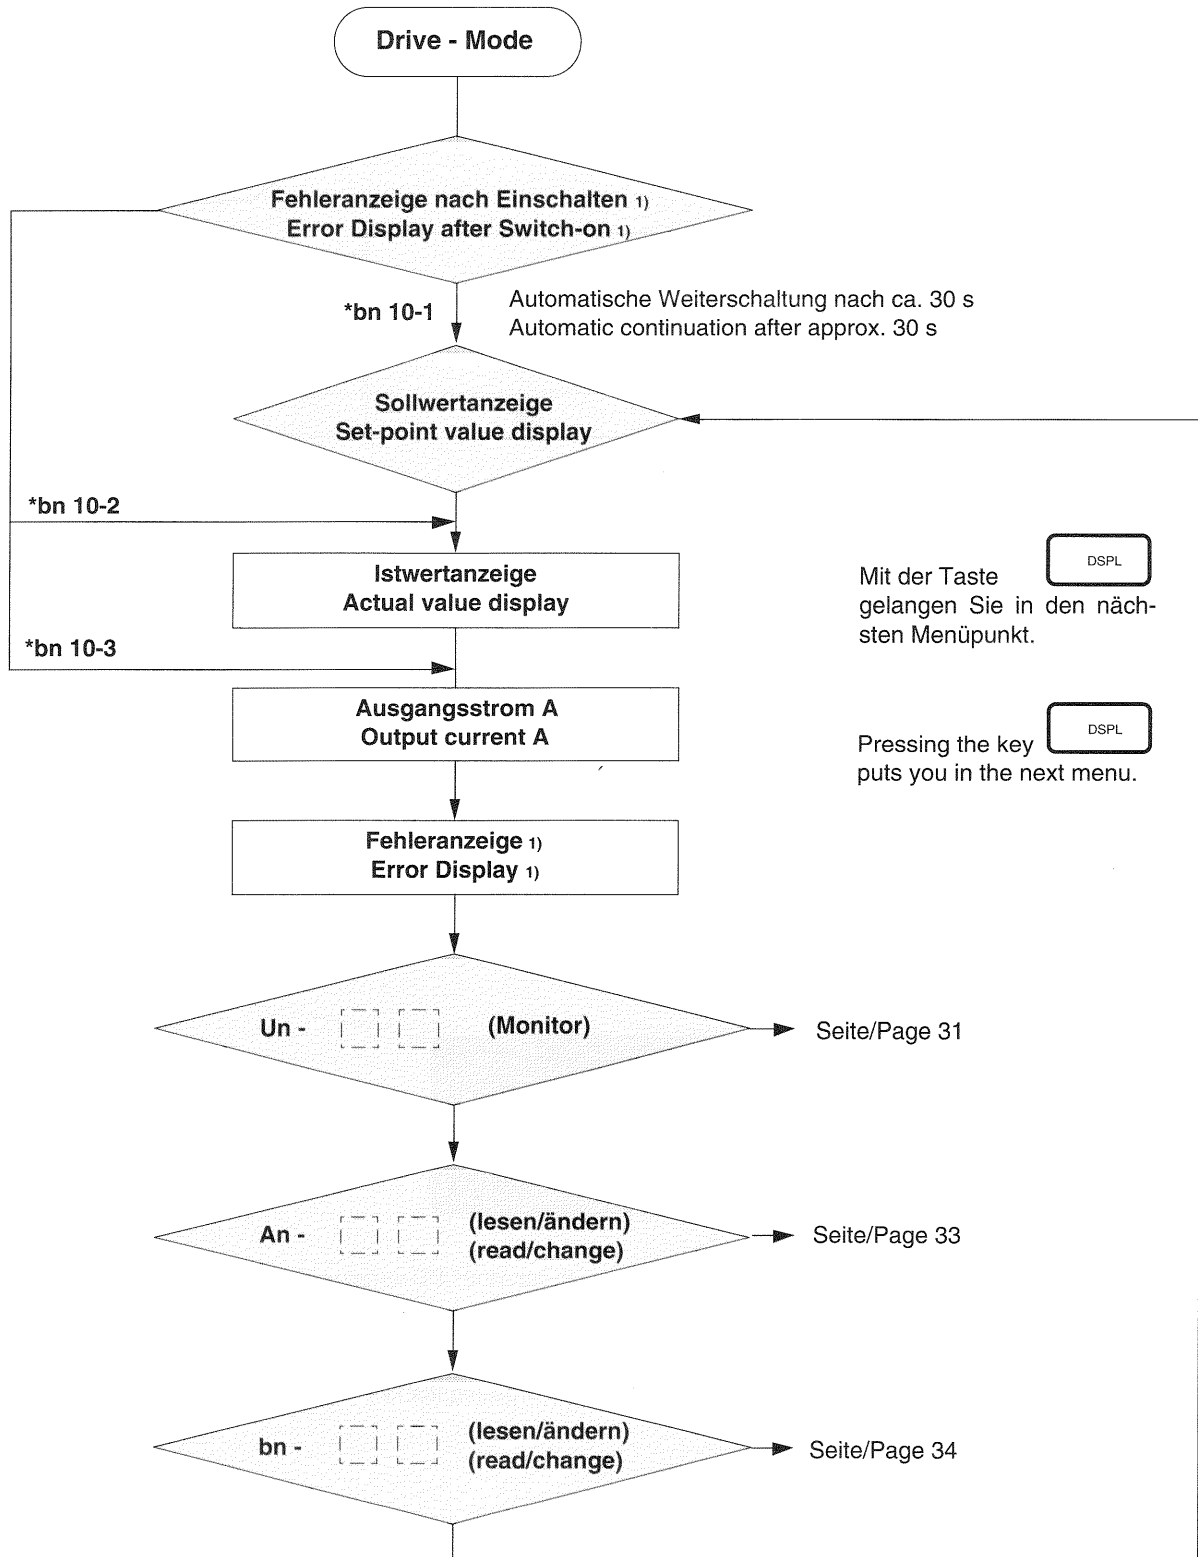 Drive - Mode
Fehleranzeige nach Einschalten 1)
Error Display after Switch-on 1)
*bn 10-1
Automatische Weiterschaltung nach ca. 30 s
Automatic continuation after approx. 30 s
Sollwertanzeige
Set-point value display
*bn 10-2
Istwertanzeige
Actual value display
Mit der Taste DSPL
gelangen Sie in den näch-
sten Menüpunkt.
*bn 10-3
Ausgangsstrom A
Output current A
Pressing the key DSPL
puts you in the next menu.
Fehleranzeige 1)
Error Display 1)
Un - (Monitor)
Seite/Page 31
An - (lesen/ändern)
(read/change)
Seite/Page 33
bn - (lesen/ändern)
(read/change)
Seite/Page 34